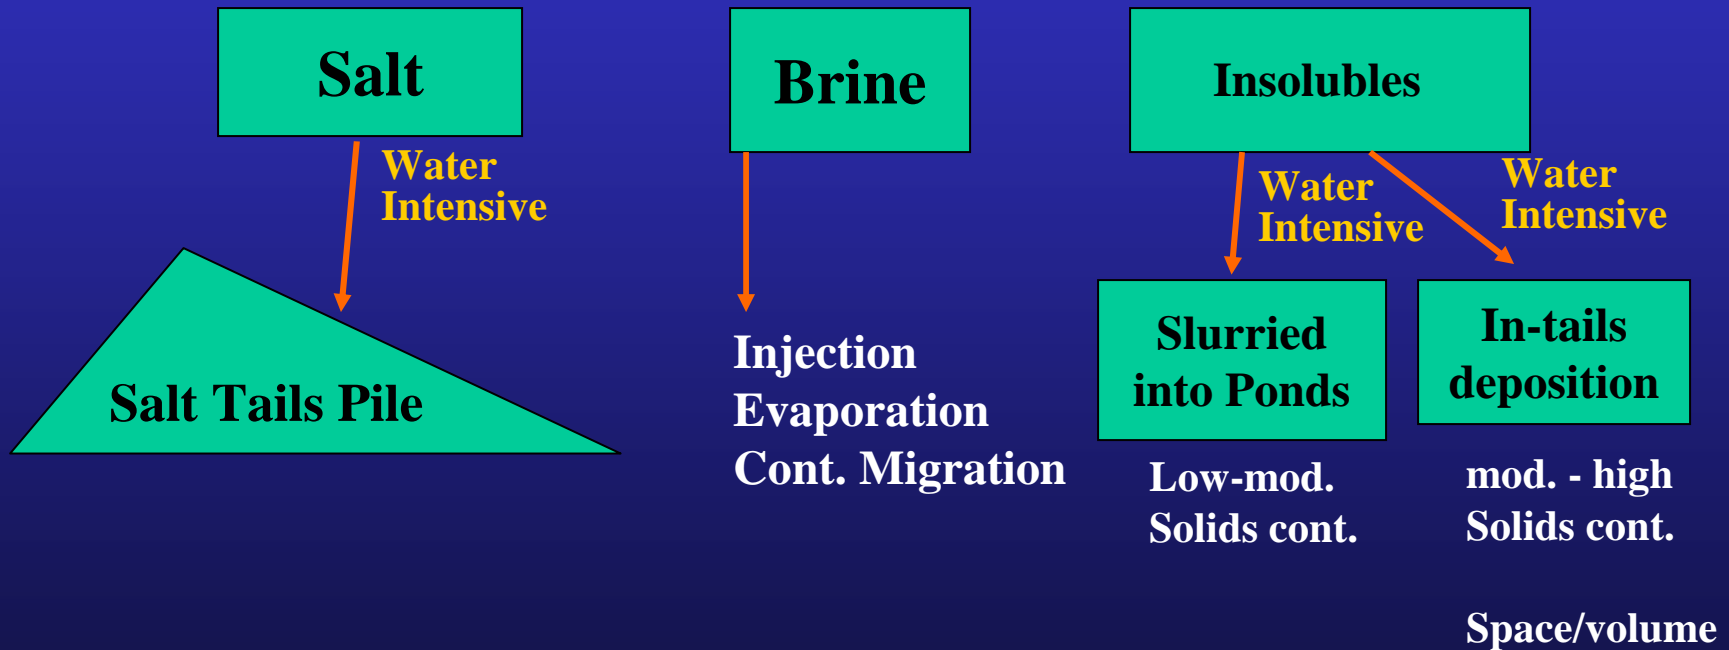 Salt
Brine
Insolubles
Water
Intensive
Water
Intensive
Water
Intensive
Salt Tails Pile
Injection
Evaporation
Cont. Migration
Slurried
into Ponds
In-tails
deposition
Low-mod.
Solids cont.
mod. - high
Solids cont.
Space/volume